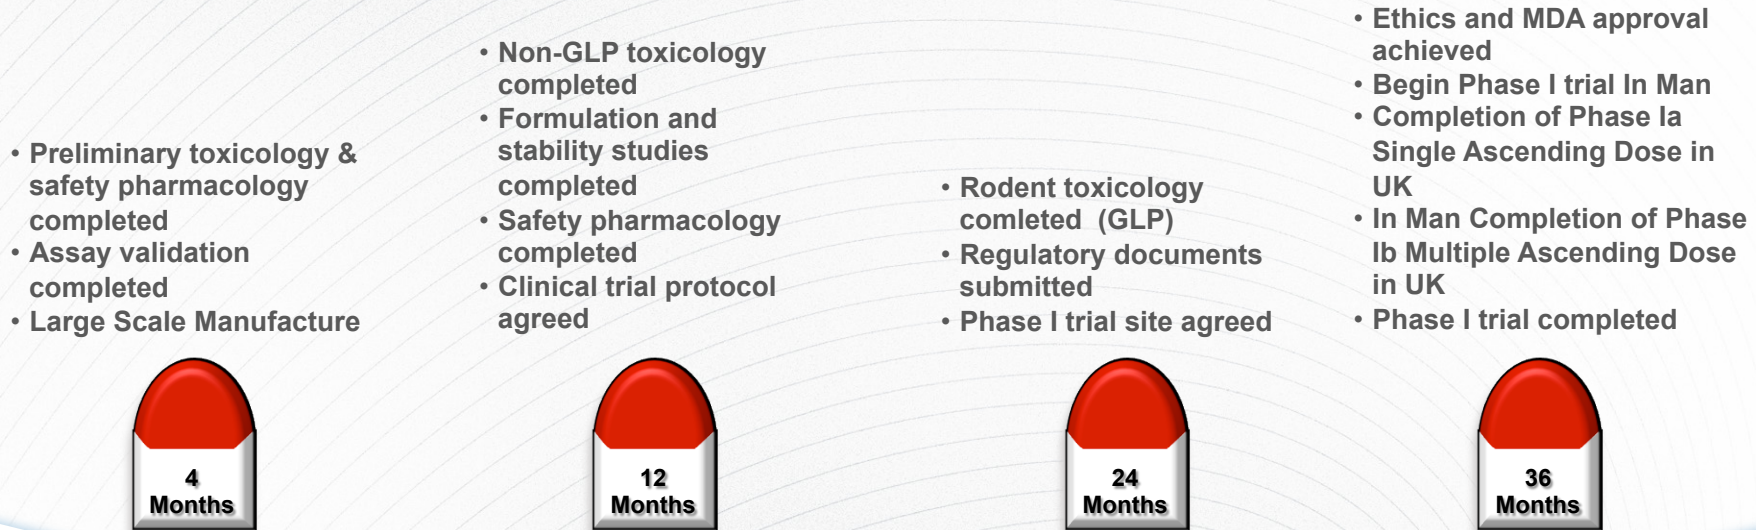 • Preliminary toxicology &
safety pharmacology
completed
• Assay validation
completed
• Large Scale Manufacture
4
Months
• Non-GLP toxicology
completed
• Formulation and
stability studies
completed
• Safety pharmacology
completed
• Clinical trial protocol
agreed
12
Months
• Rodent toxicology
comleted (GLP)
• Regulatory documents
submitted
• Phase I trial site agreed
24
Months
• Ethics and MDA approval
achieved
• Begin Phase I trial In Man
• Completion of Phase Ia
Single Ascending Dose in
UK
• In Man Completion of Phase
Ib Multiple Ascending Dose
in UK
• Phase I trial completed
36
Months